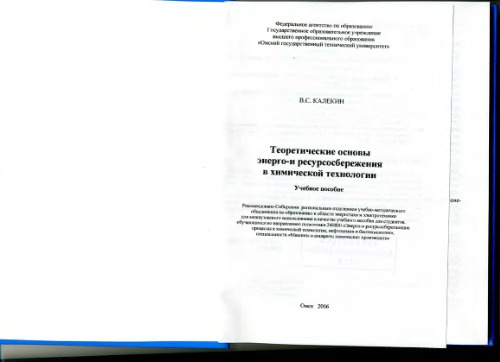 Федеральное агентство по образованию
Государственное образовательное учреждение
высшего профессионального образования
«Омский государственный технический университет»
В.С. КАЛЕКИН
Теоретические основы
энерго-и ресурсосбережения
в химической технологии
Учебное пособие
Рекомендовано Сибирским региональным отделением учебно-методического
объединения по образованию в области энергетики и электротехники
для межвузовского использования в качестве учебного пособия для студентов,
обучающихся по направлению подготовки «Энерго-и ресурсосберегающие
процессы в химической технологии, нефтехимии и биотехнологии»,
специальности «Машины и аппараты химических производств»
Омск 2006